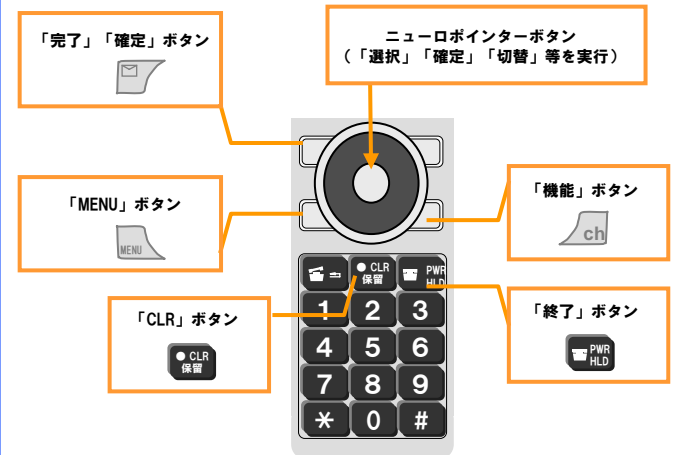 「完了」「確定」ボタン
ニューロポインターボタン
(「選択」「確定」「切替」等を実行)
「MENU」ボタン
MENU
「機能」ボタン
ch
「CLR」ボタン
CLR
保留
「終了」ボタン
PWR
HLD
CLR
保留
PWR
HLD
1 2 3
4 5 6
7 8 9
* 0 #